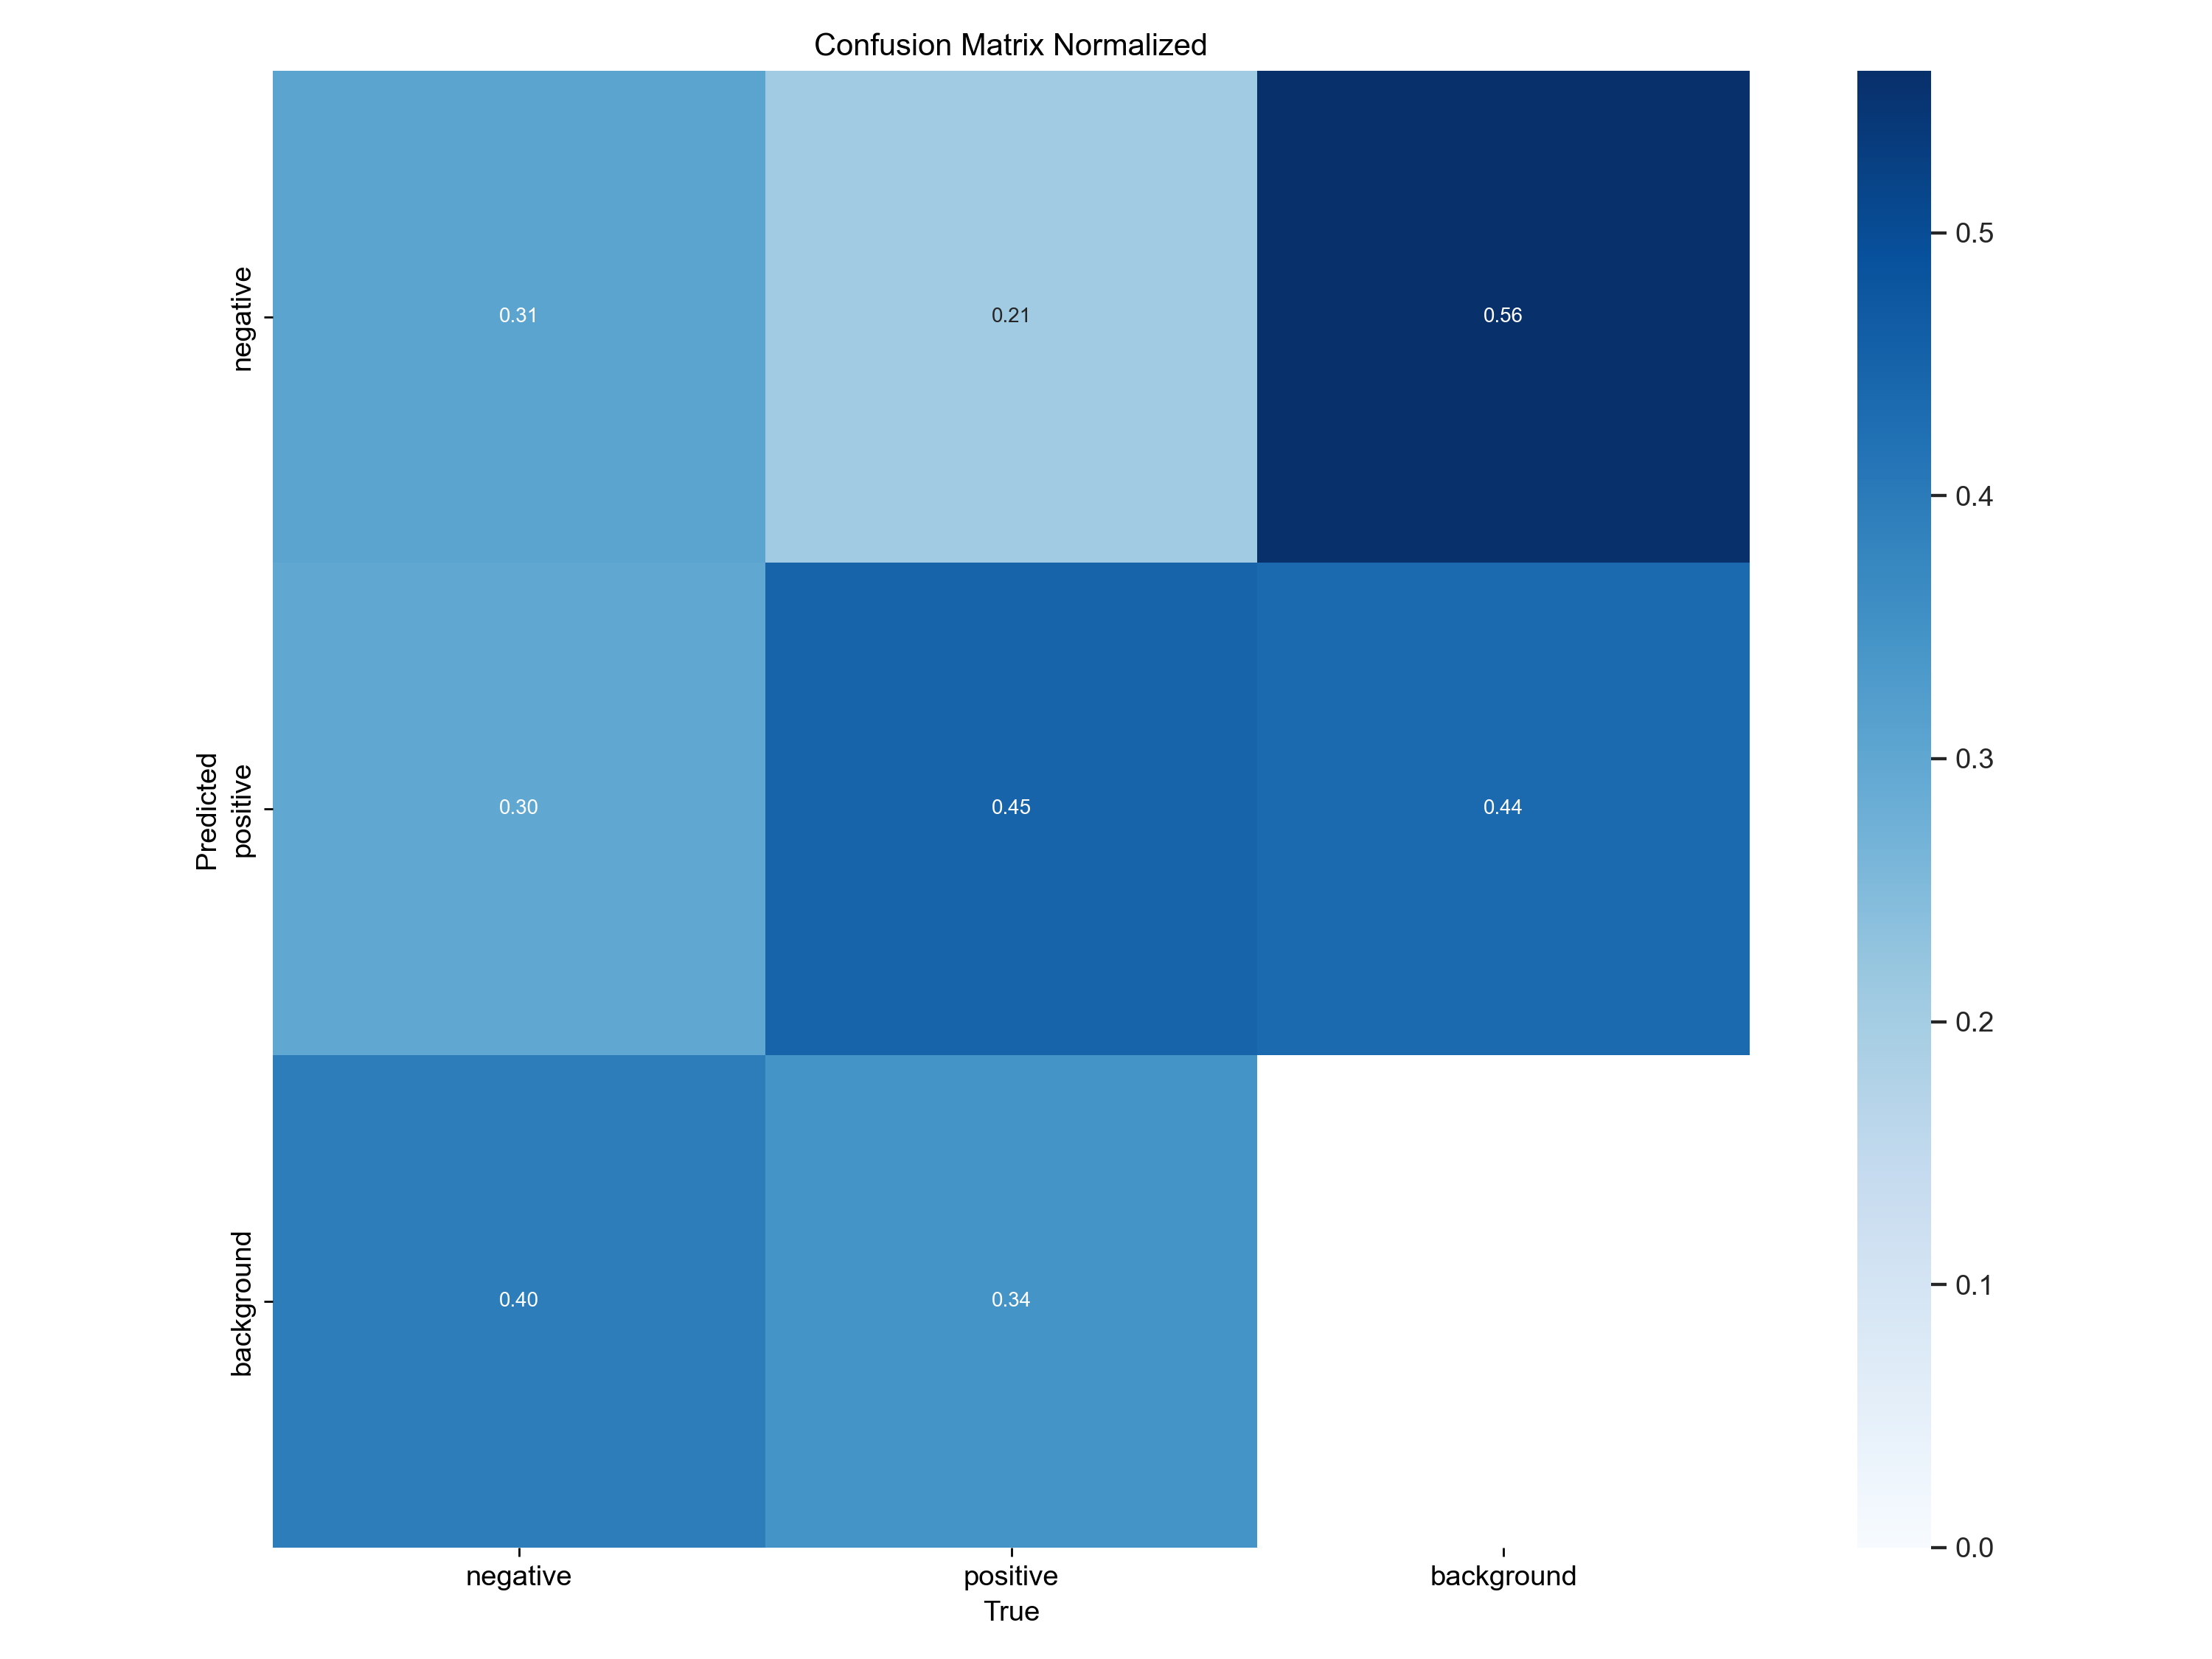 Confusion Matrix Normalized
negative
0.31
0.21
0.56
Predicted
positive
0.30
0.45
0.44
background
0.40
0.34
negative
positive
background
True
0.5
0.4
0.3
0.2
0.1
0.0